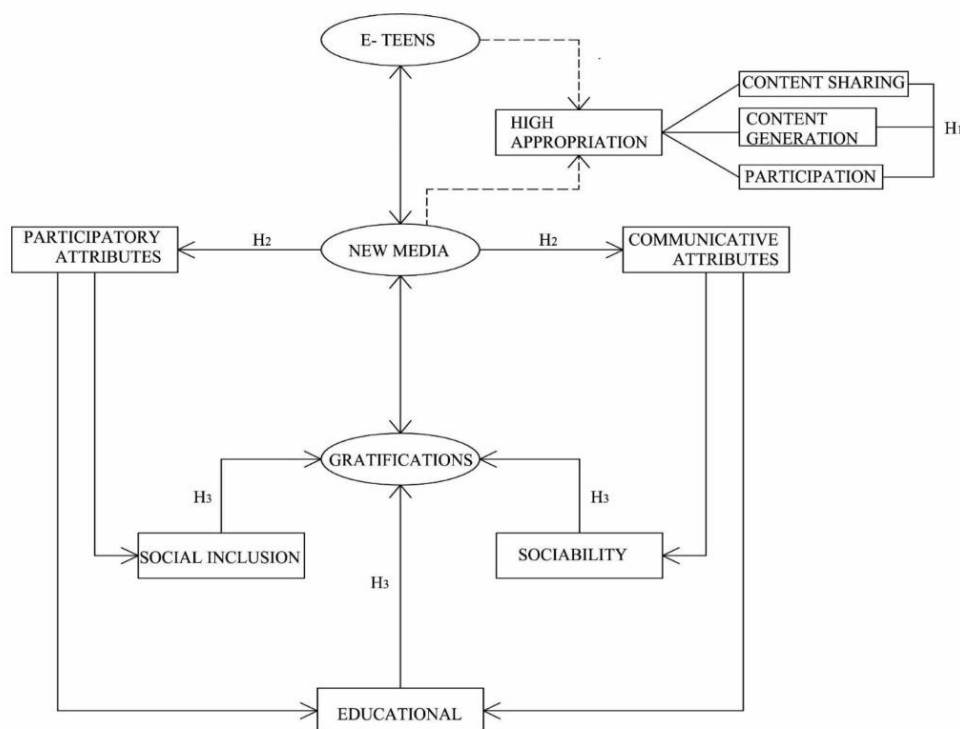 E- TEENS
CONTENT SHARING
HIGH
APPROPRIATION
CONTENT
GENERATION
H1
PARTICIPATION
PARTICIPATORY
ATTRIBUTES
H2
NEW MEDIA
H2
COMMUNICATIVE
ATTRIBUTES
GRATIFICATIONS
H3
H3
SOCIAL INCLUSION
SOCIABILITY
H3
EDUCATIONAL